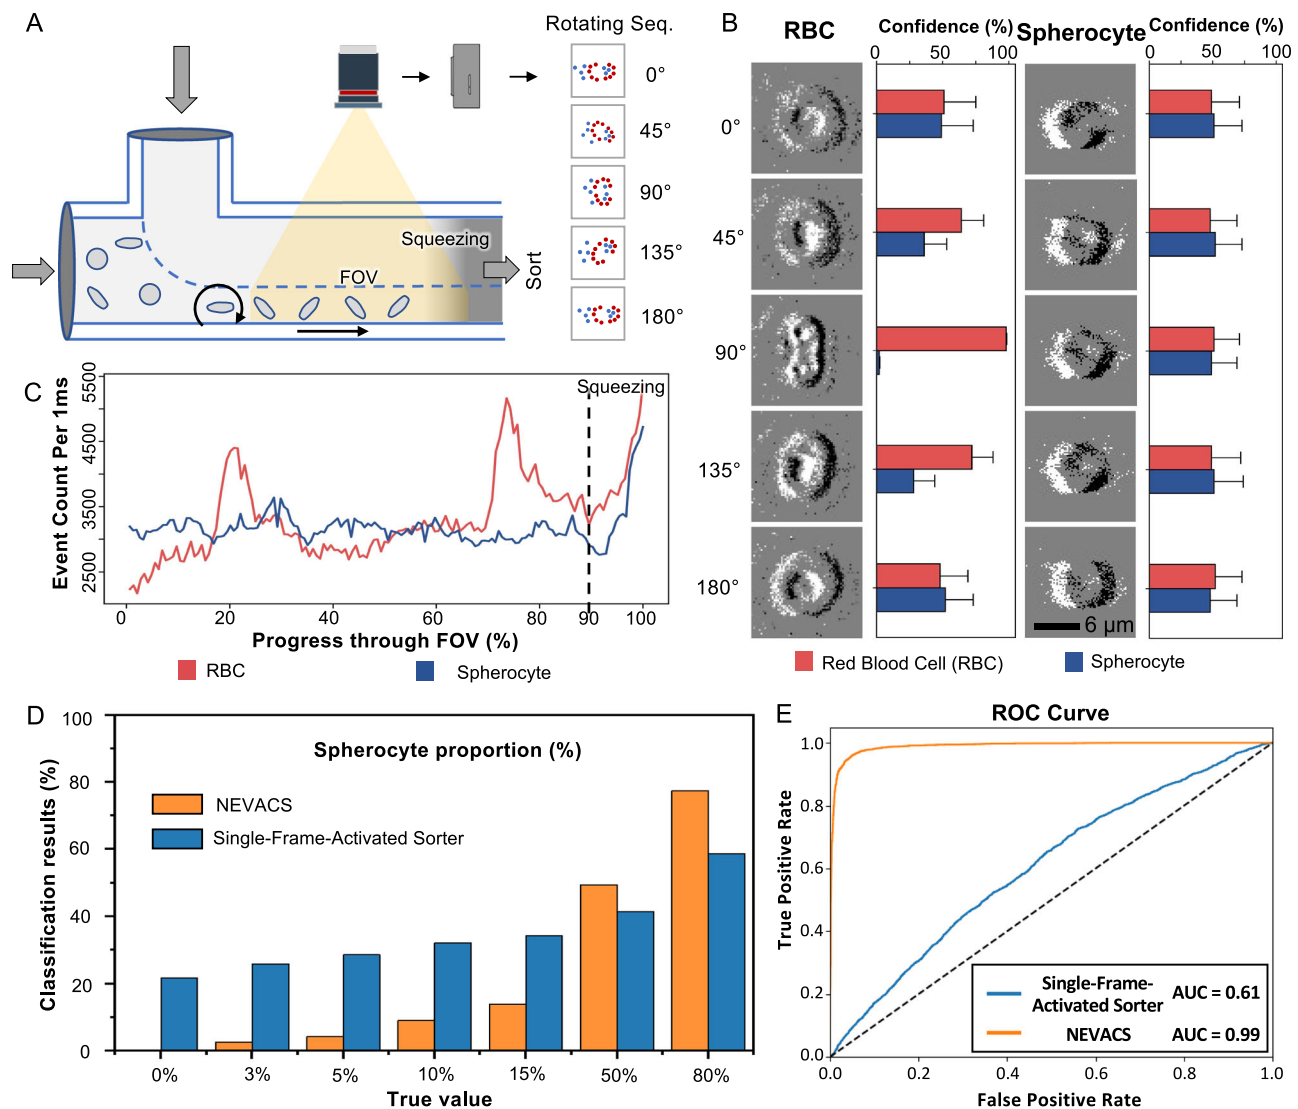 A
Rotating Seq.
0°
45°
90°
135°
180°
Squeezing
FOV
Sort
B
RBC
Confidence (%)
0 50 100
Spherocyte
Confidence (%)
0 50 100
0°
45°
90°
135°
180°
6 µm
Red Blood Cell (RBC)
Spherocyte
C
Event Count Per 1ms
5500
4500
3500
2500
Squeezing
0 20 40 60 80 90 100
Progress through FOV (%)
RBC
Spherocyte
D
Classification results (%)
100
80
60
40
20
0
Spherocyte proportion (%)
NEVACS
Single-Frame-Activated Sorter
0% 3% 5% 10% 15% 50% 80%
True value
E
ROC Curve
True Positive Rate
1.0
0.8
0.6
0.4
0.2
0.0
Single-Frame-
Activated Sorter AUC = 0.61
NEVACS AUC = 0.99
0.0 0.2 0.4 0.6 0.8 1.0
False Positive Rate